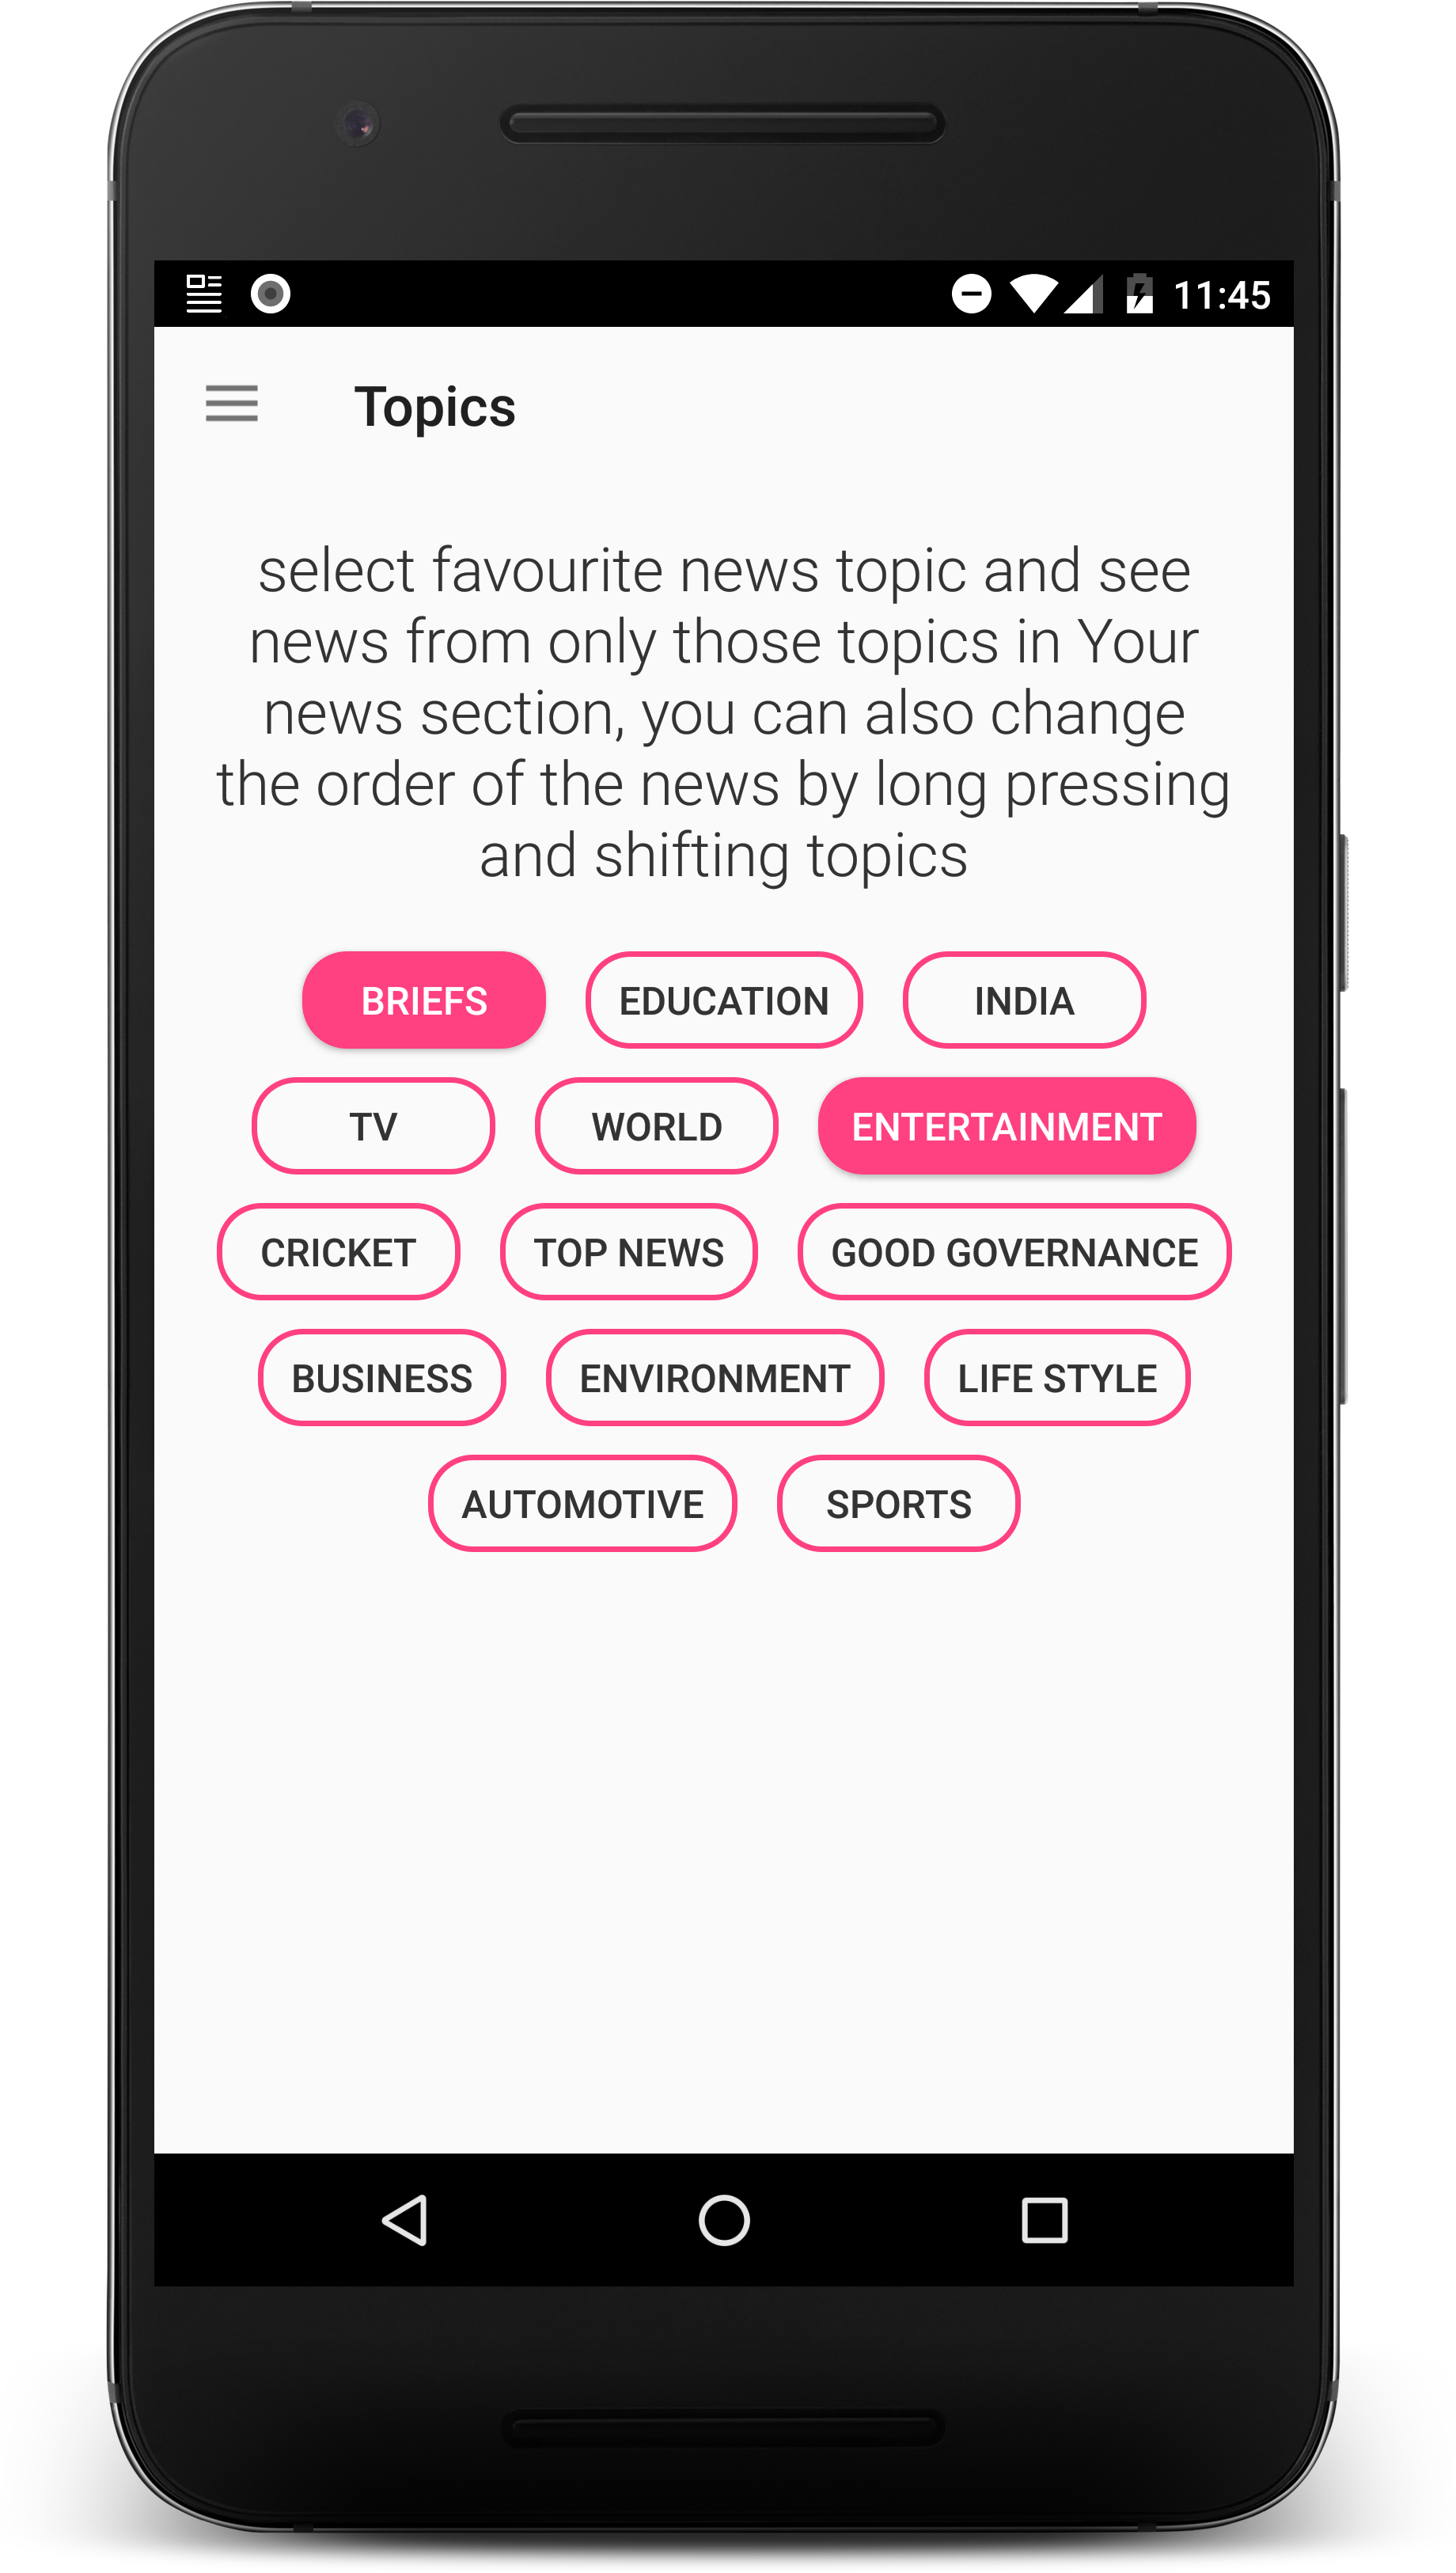 11:45
Topics
select favourite news topic and see
news from only those topics in Your
news section, you can also change
the order of the news by long pressing
and shifting topics
BRIEFS EDUCATION INDIA
TV WORLD ENTERTAINMENT
CRICKET TOP NEWS GOOD GOVERNANCE
BUSINESS ENVIRONMENT LIFE STYLE
AUTOMOTIVE SPORTS